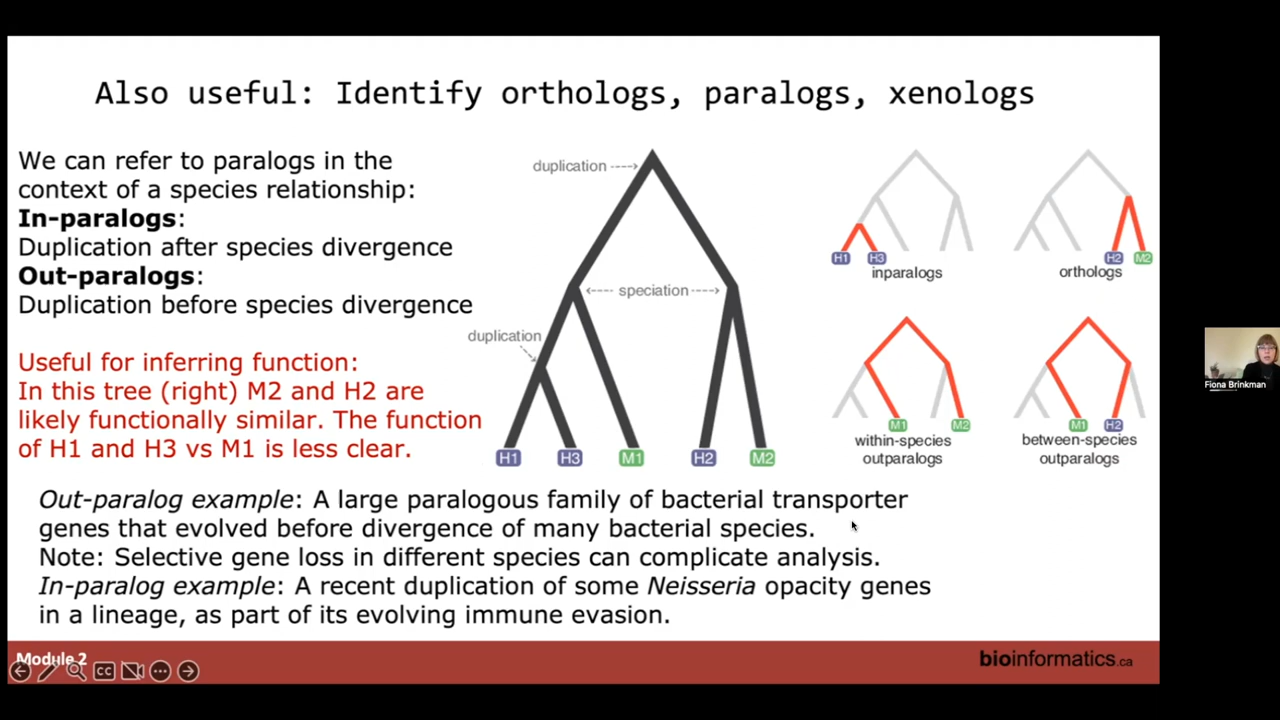 Also useful: Identify orthologs, paralogs, xenologs
We can refer to paralogs in the
context of a species relationship:
In-paralogs:
Duplication after species divergence
Out-paralogs:
Duplication before species divergence
Useful for inferring function:
In this tree (right) M2 and H2 are
likely functionally similar. The function
of H1 and H3 vs M1 is less clear.
duplication
speciation
duplication
H1 H3 M1 H2 M2
H1 H3
inparalogs
H2 M2
orthologs
M1 M2
within-species
outparalogs
M1 H2
between-species
outparalogs
Out-paralog example: A large paralogous family of bacterial transporter
genes that evolved before divergence of many bacterial species.
Note: Selective gene loss in different species can complicate analysis.
In-paralog example: A recent duplication of some Neisseria opacity genes
in a lineage, as part of its evolving immune evasion.
Module 2
CC
bioinformatics.ca
Fiona Brinkman